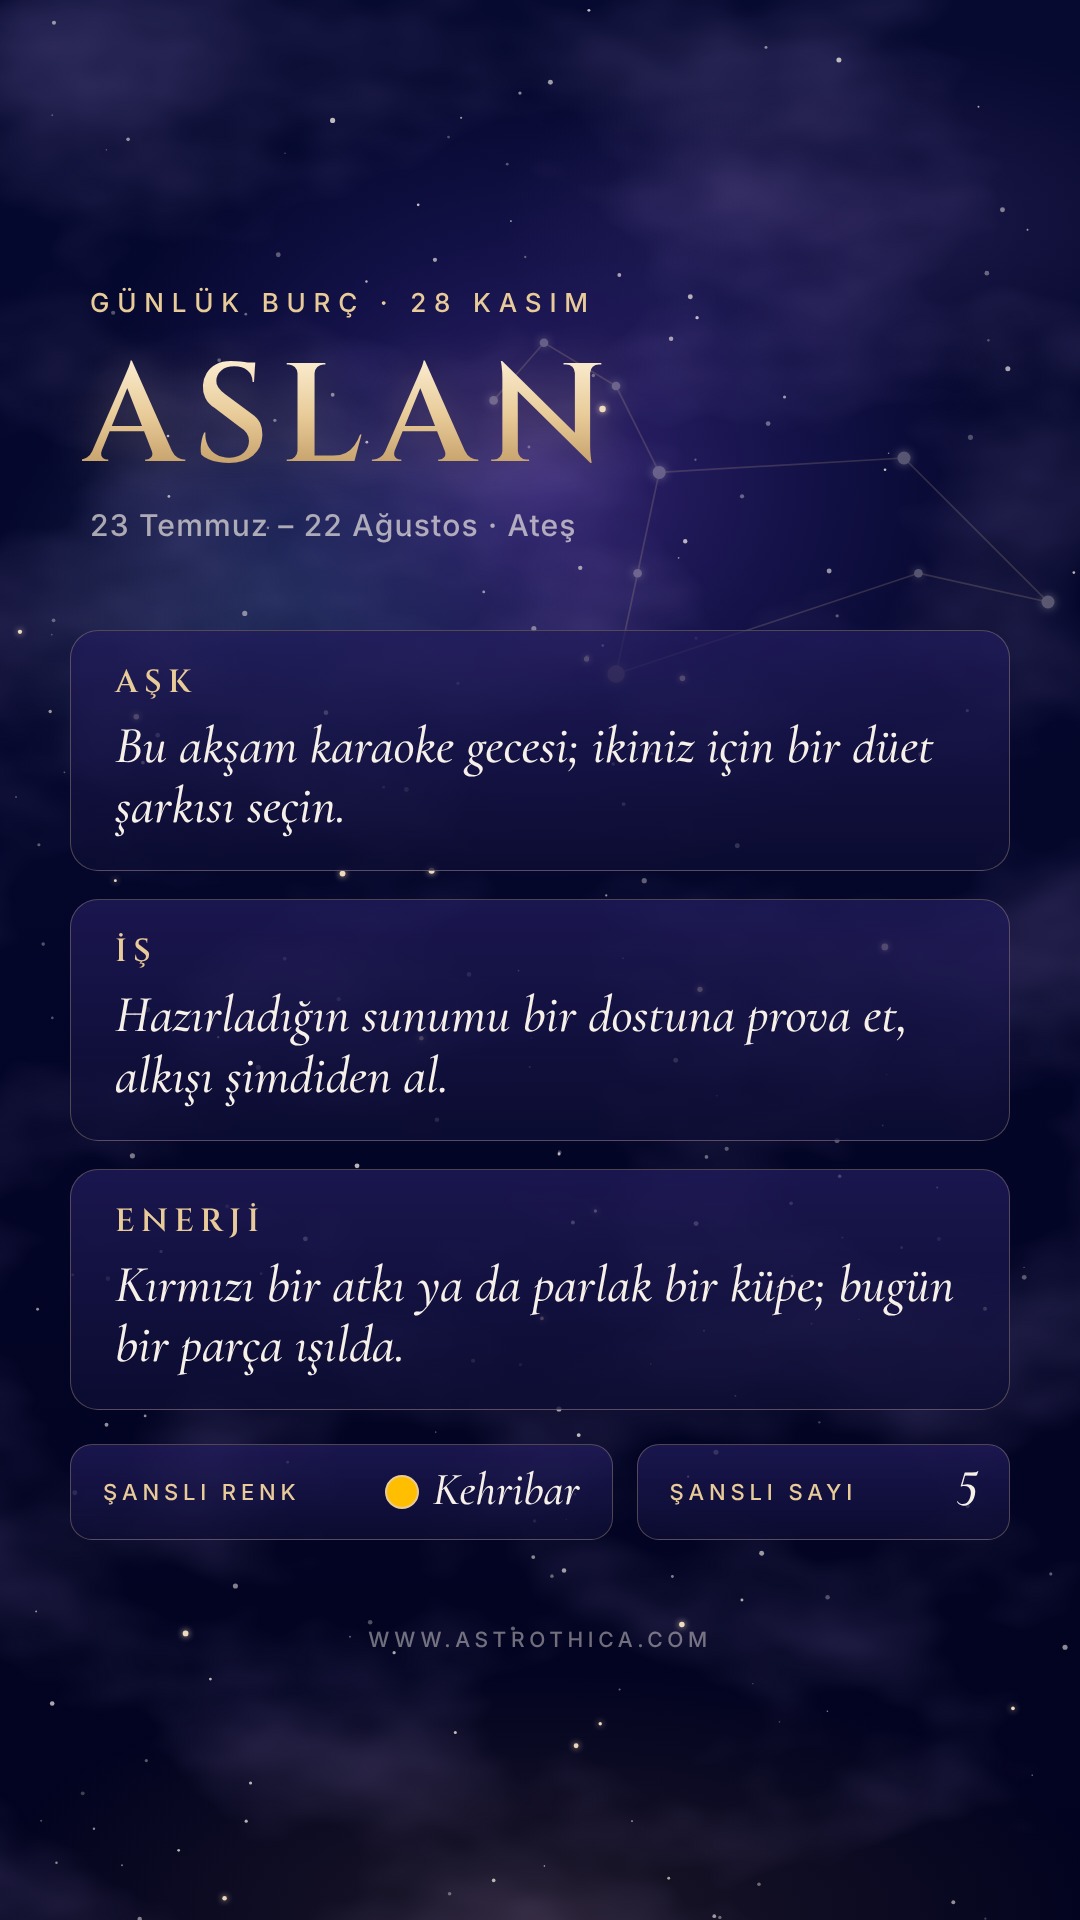 GÜNLÜK BURÇ · 28 KASIM
ASLAN
23 Temmuz – 22 Ağustos · Ateş
AŞK
Bu akşam karaoke gecesi; ikiniz için bir düet
şarkısı seçin.
İŞ
Hazırladığın sunumu bir dostuna prova et,
alkışı şimdiden al.
ENERJİ
Kırmızı bir atkı ya da parlak bir küpe; bugün
bir parça ışılda.
ŞANSLI RENK Kehribar
ŞANSLI SAYI 5
WWW.ASTROTHICA.COM